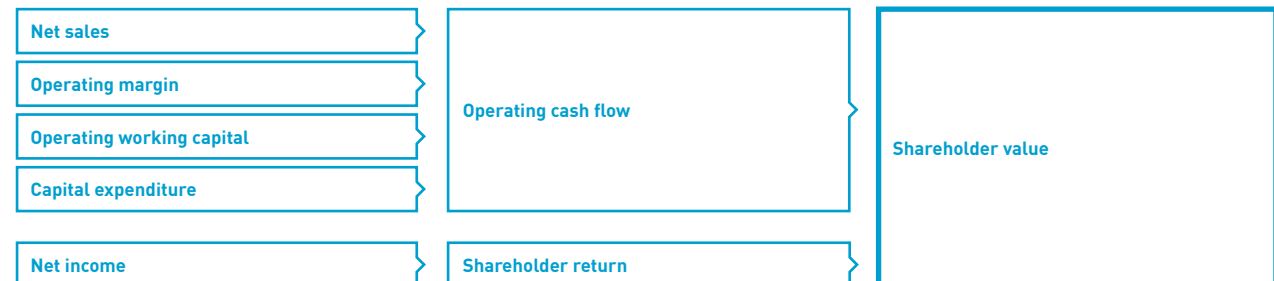 Net sales
Operating margin
Operating working capital
Capital expenditure
Operating cash flow
Net income
Shareholder return
Shareholder value